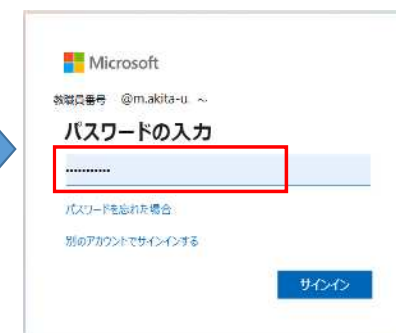 Microsoft
教職員番号 @m.akita-u ～
パスワードの入力
•••••••••••
パスワードを忘れた場合
別のアカウントでサインインする
サインイン